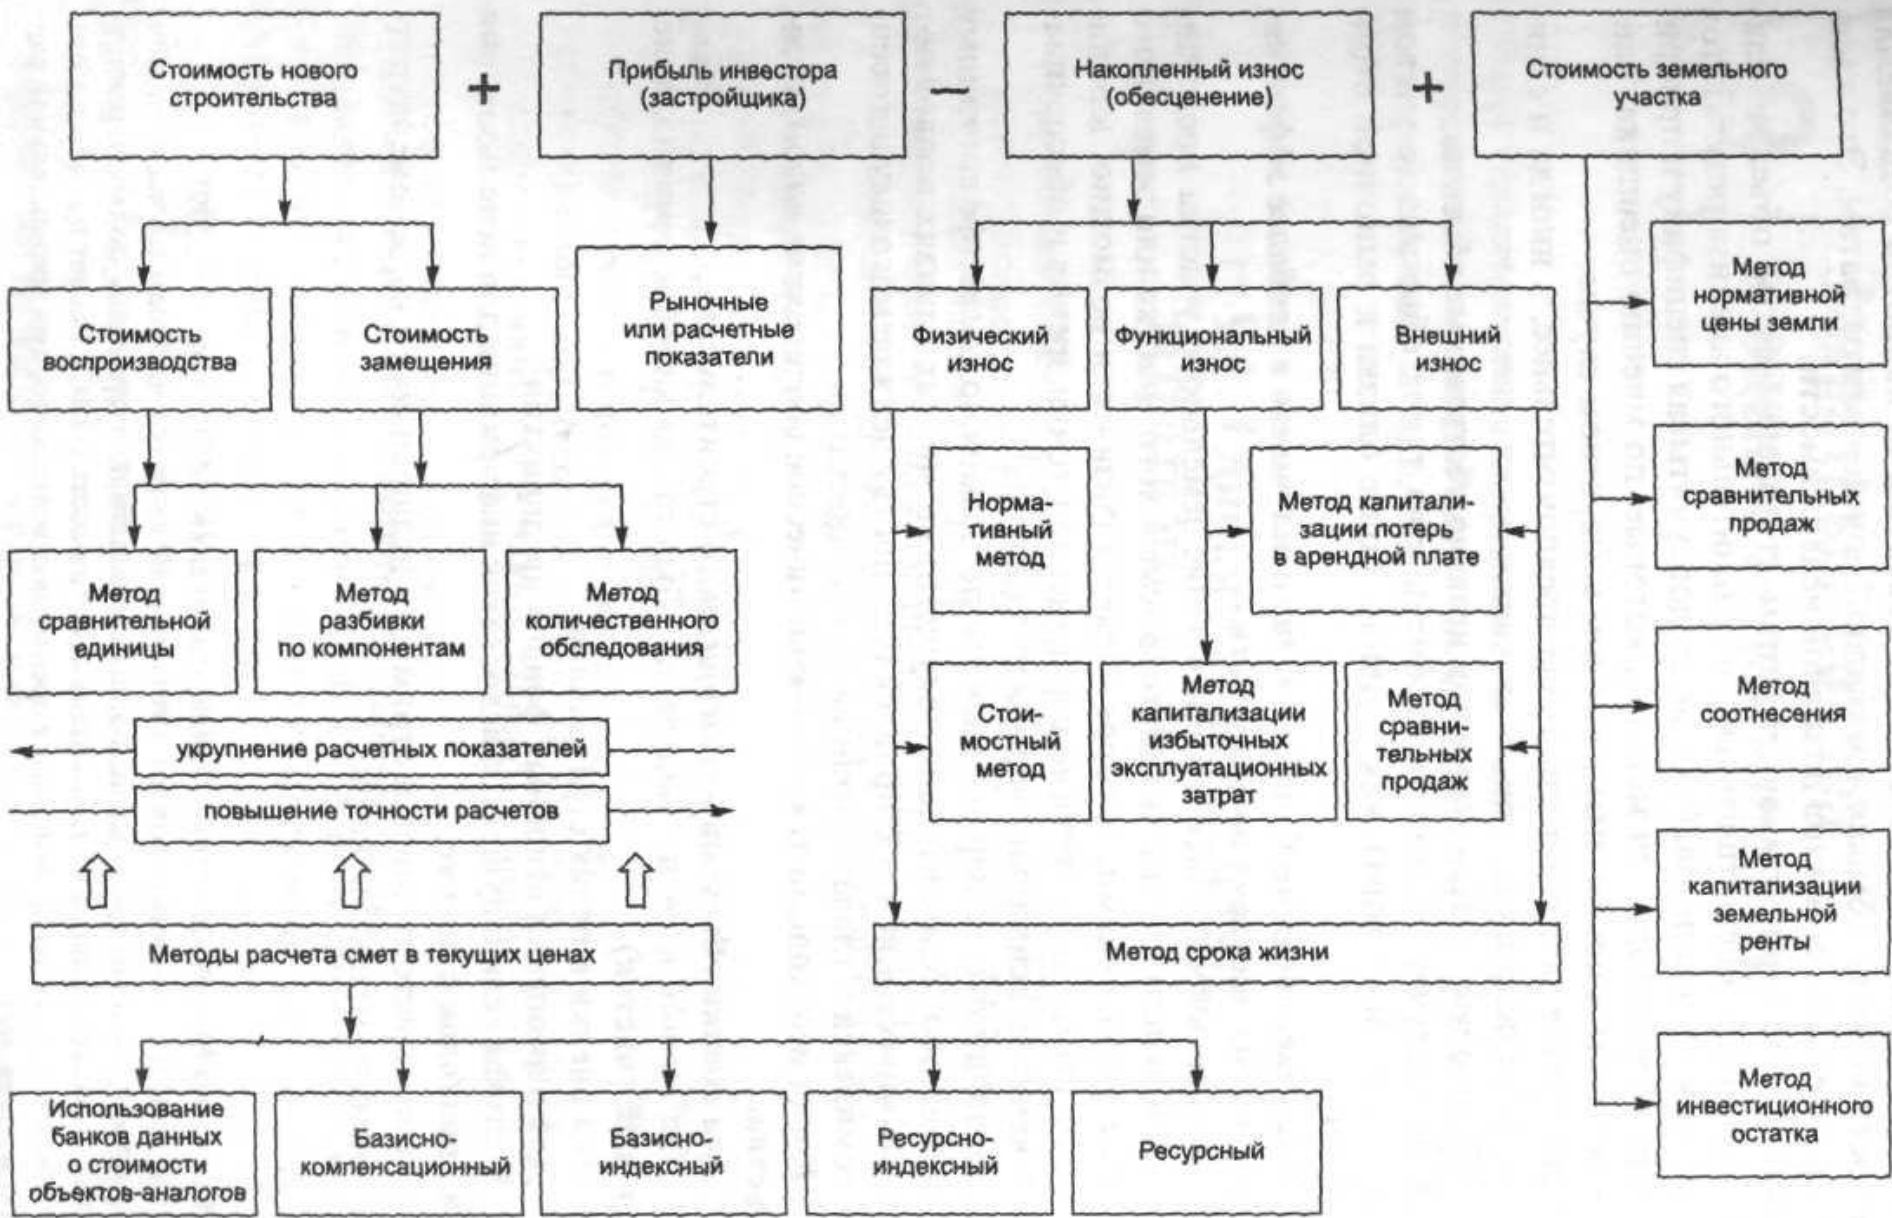 Стоимость нового
строительства
+
Прибыль инвестора
(застройщика)
−
Накопленный износ
(обесценение)
+
Стоимость земельного
участка
Стоимость
воспроизводства
Стоимость
замещения
Рыночные
или расчетные
показатели
Физический
износ
Функциональный
износ
Внешний
износ
Метод
нормативной
цены земли
Метод
сравнительных
продаж
Метод
соотнесения
Метод
капитализации
земельной
ренты
Метод
инвестиционного
остатка
Нормa-
тивный
метод
Метод капитали-
зации потерь
в арендной плате
Стои-
мостный
метод
Метод
капитализации
избыточных
эксплуатационных
затрат
Метод
сравни-
тельных
продаж
Метод срока жизни
Метод
сравнительной
единицы
Метод
разбивки
по компонентам
Метод
количественного
обследования
укрупнение расчетных показателей
повышение точности расчетов
Методы расчета смет в текущих ценах
Использование
банков данных
о стоимости
объектов-аналогов
Базисно-
компенсационный
Базисно-
индексный
Ресурсно-
индексный
Ресурсный